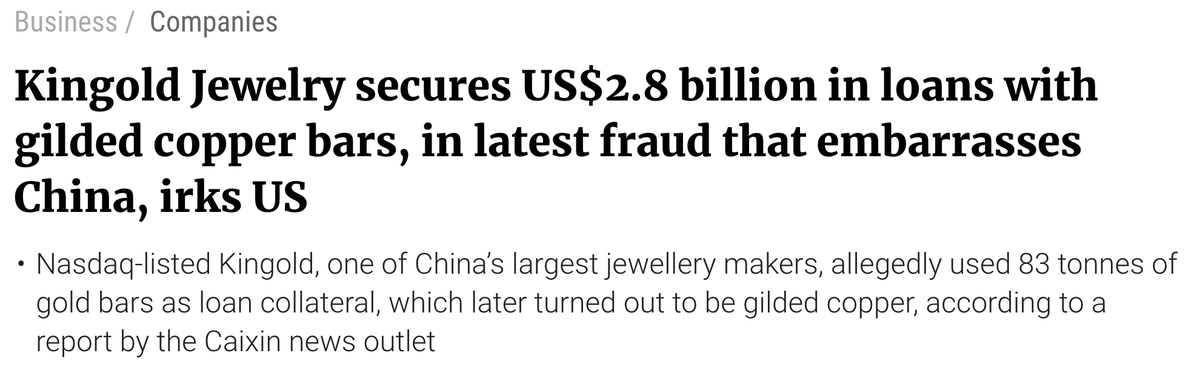 Business / Companies
Kingold Jewelry secures US$2.8 billion in loans with
gilded copper bars, in latest fraud that embarrasses
China, irks US
• Nasdaq-listed Kingold, one of China’s largest jewellery makers, allegedly used 83 tonnes of
gold bars as loan collateral, which later turned out to be gilded copper, according to a
report by the Caixin news outlet